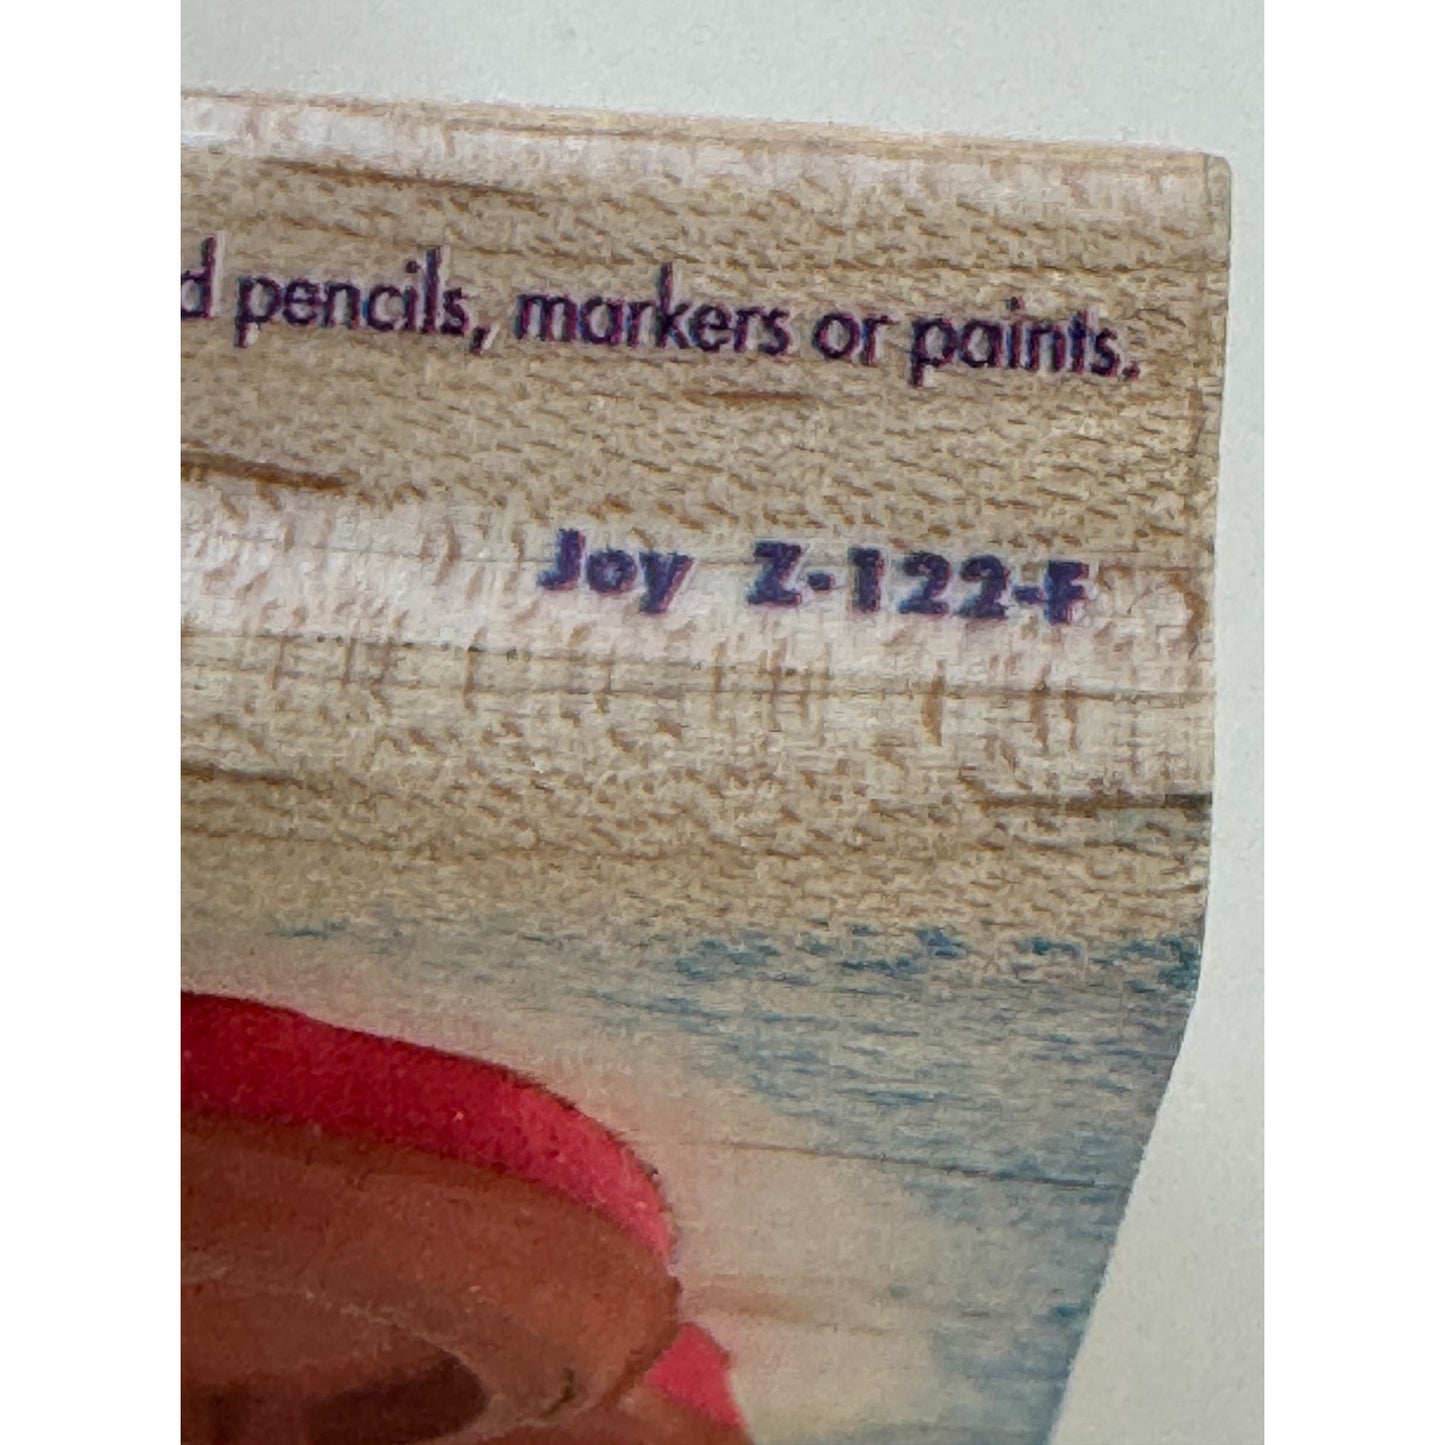 d pencils, markers or paints.
Joy Z-122-F